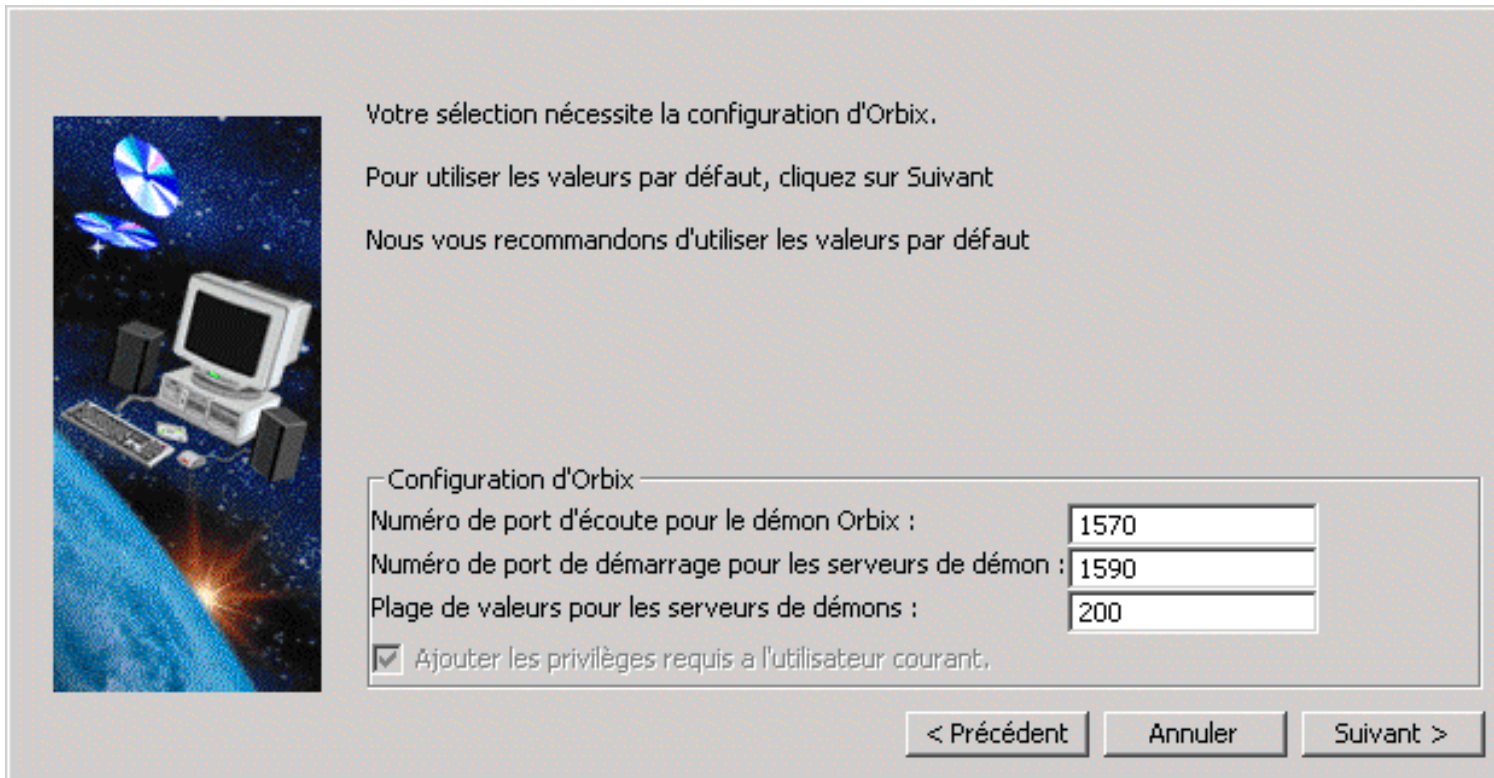 Votre sélection nécessite la configuration d'Orbix.
Pour utiliser les valeurs par défaut, cliquez sur Suivant
Nous vous recommandons d'utiliser les valeurs par défaut
Configuration d'Orbix
Numéro de port d'écoute pour le démon Orbix : 1570
Numéro de port de démarrage pour les serveurs de démon : 1590
Plage de valeurs pour les serveurs de démons : 200
Ajouter les privilèges requis a l'utilisateur courant.
< Précédent Annuler Suivant >